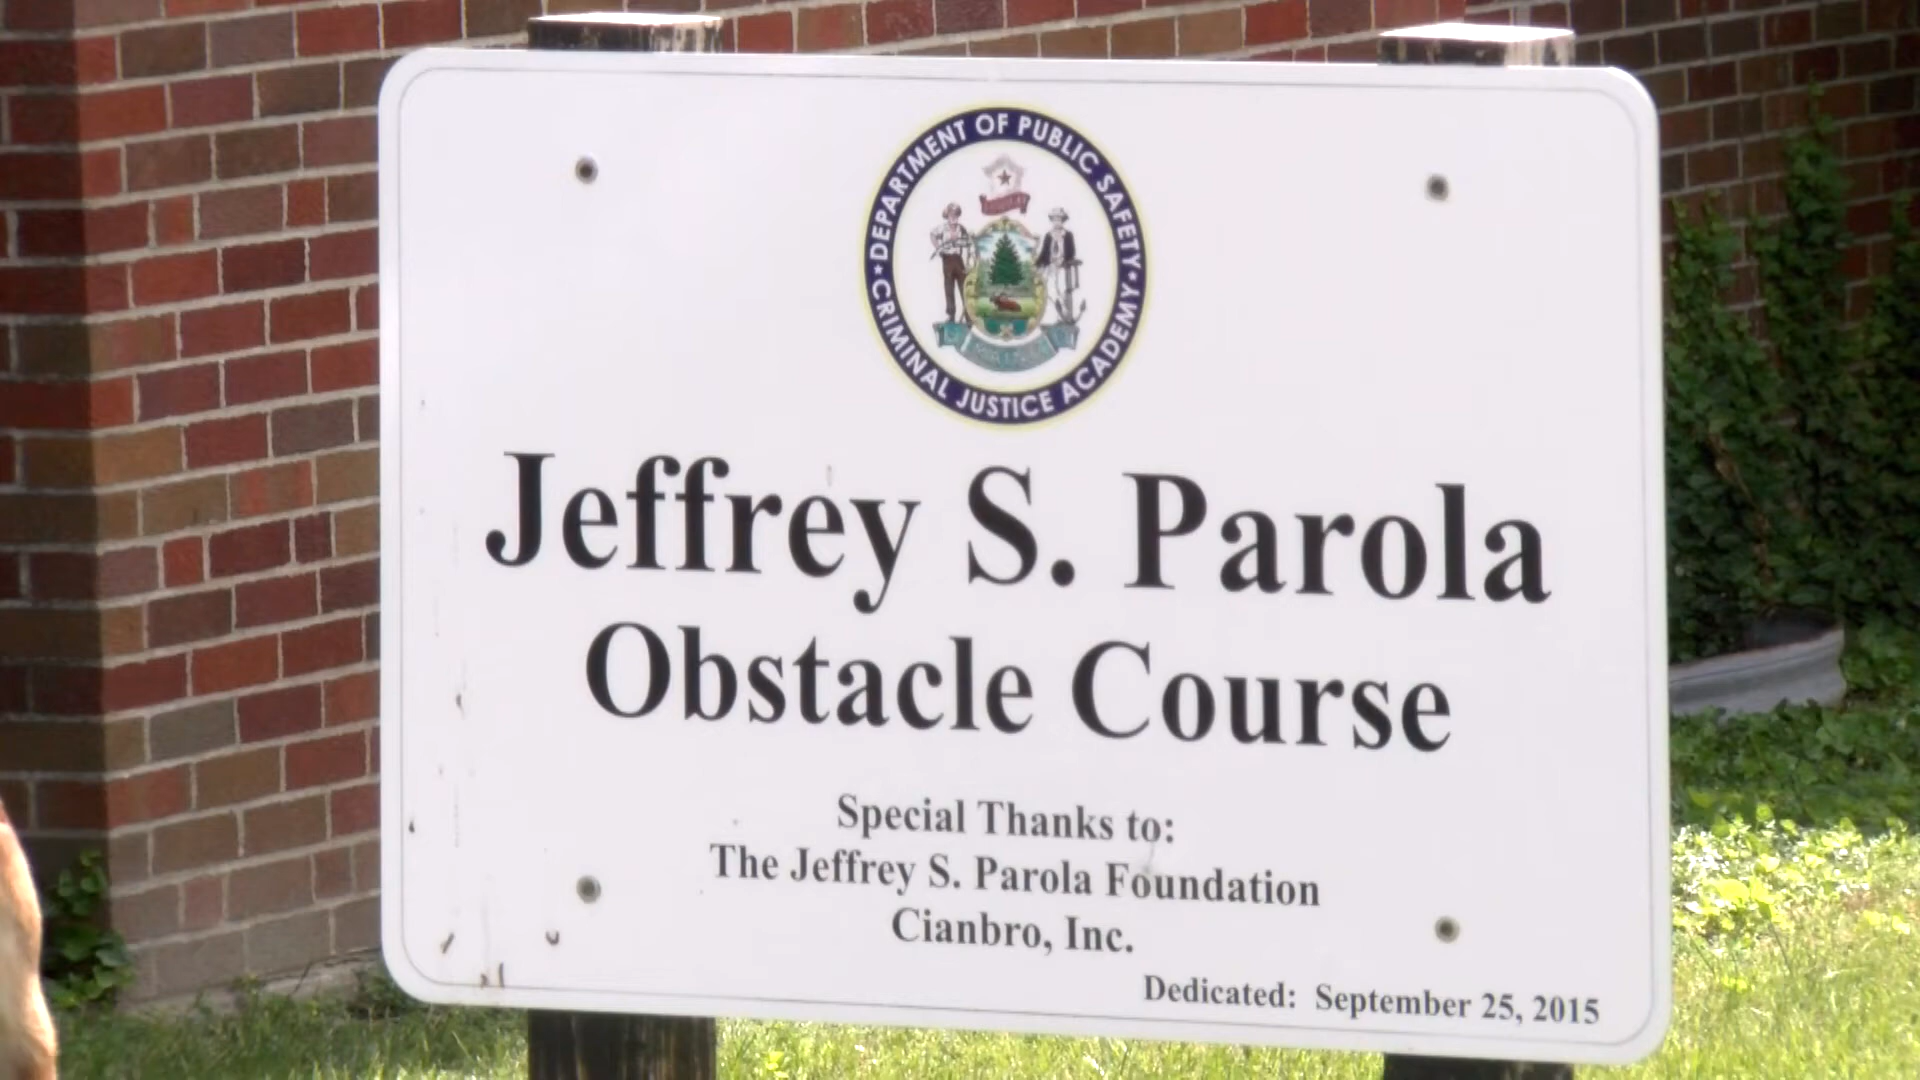 DEPARTMENT OF PUBLIC SAFETY
CRIMINAL JUSTICE ACADEMY
Jeffrey S. Parola
Obstacle Course
Special Thanks to:
The Jeffrey S. Parola Foundation
Cianbro, Inc.
Dedicated: September 25, 2015